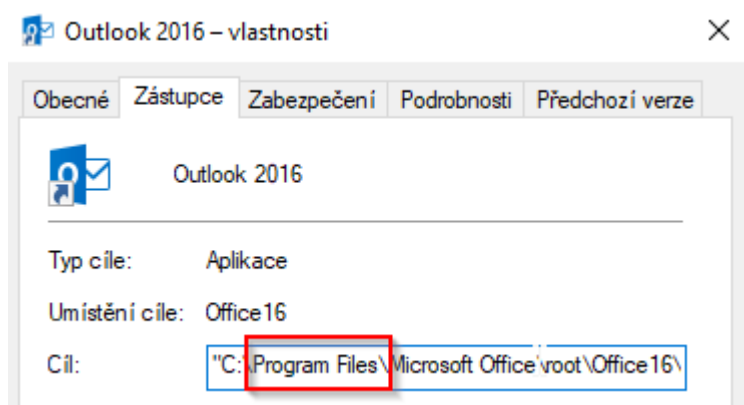 Outlook 2016 – vlastnosti
Obecné Zástupce Zabezpečení Podrobnosti Předchozí verze
Outlook 2016
Typ cíle: Aplikace
Umístění cíle: Office16
Cíl: "C:\Program Files\Microsoft Office\root\Office16\